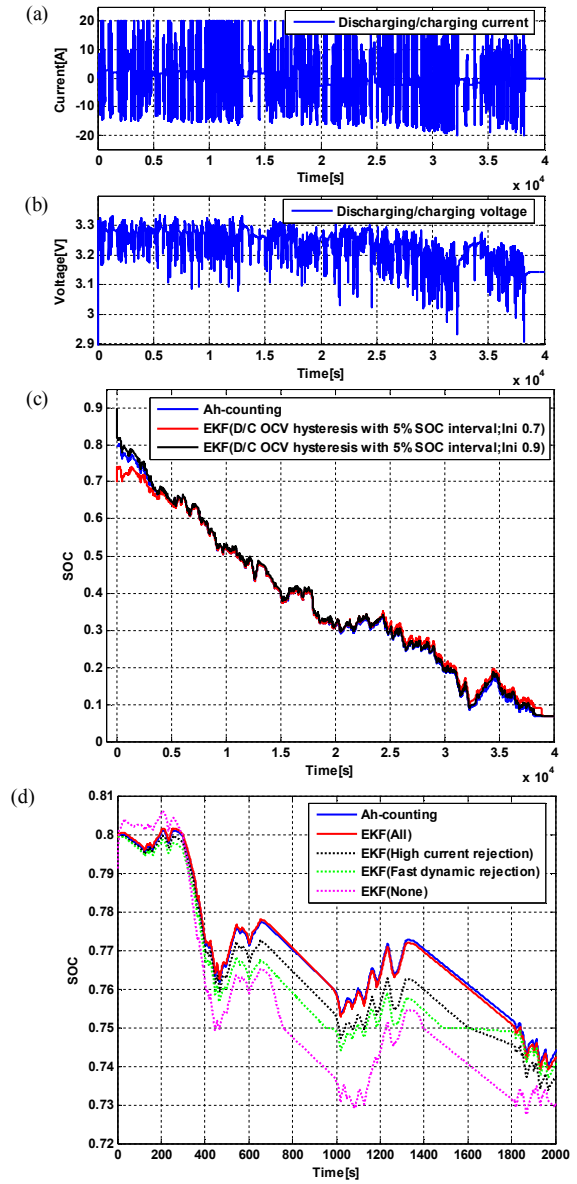 (a)
Discharging/charging current
Current[A]
20
10
0
-10
-20
0 0.5 1 1.5 2 2.5 3 3.5 4
Time[s]
x 10^4
(b)
Discharging/charging voltage
Voltage[V]
3.3
3.2
3.1
3
2.9
0 0.5 1 1.5 2 2.5 3 3.5 4
Time[s]
x 10^4
(c)
Ah-counting
EKF(D/C OCV hysteresis with 5% SOC interval;Ini 0.7)
EKF(D/C OCV hysteresis with 5% SOC interval;Ini 0.9)
SOC
0.9
0.8
0.7
0.6
0.5
0.4
0.3
0.2
0.1
0
0 0.5 1 1.5 2 2.5 3 3.5 4
Time[s]
x 10^4
(d)
Ah-counting
EKF(All)
EKF(High current rejection)
EKF(Fast dynamic rejection)
EKF(None)
SOC
0.81
0.8
0.79
0.78
0.77
0.76
0.75
0.74
0.73
0.72
0 200 400 600 800 1000 1200 1400 1600 1800 2000
Time[s]